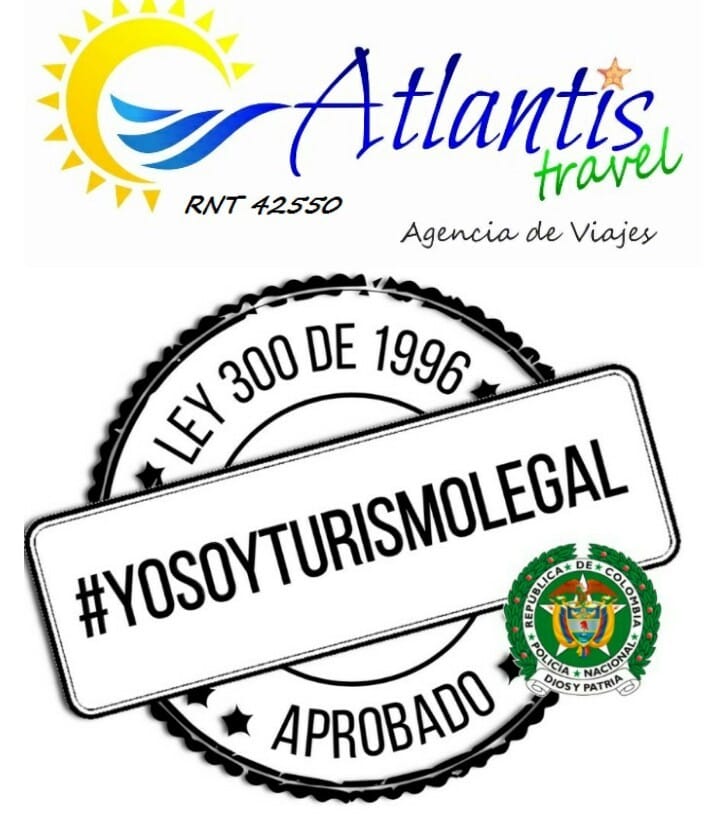 Atlantis
travel
RNT 42550
Agencia de Viajes
LEY 300 DE 1996
#YOSOYTURISMOLEGAL
REPUBLICA DE COLOMBIA
POLICÍA NACIONAL
DIOS Y PATRIA
APROBADO